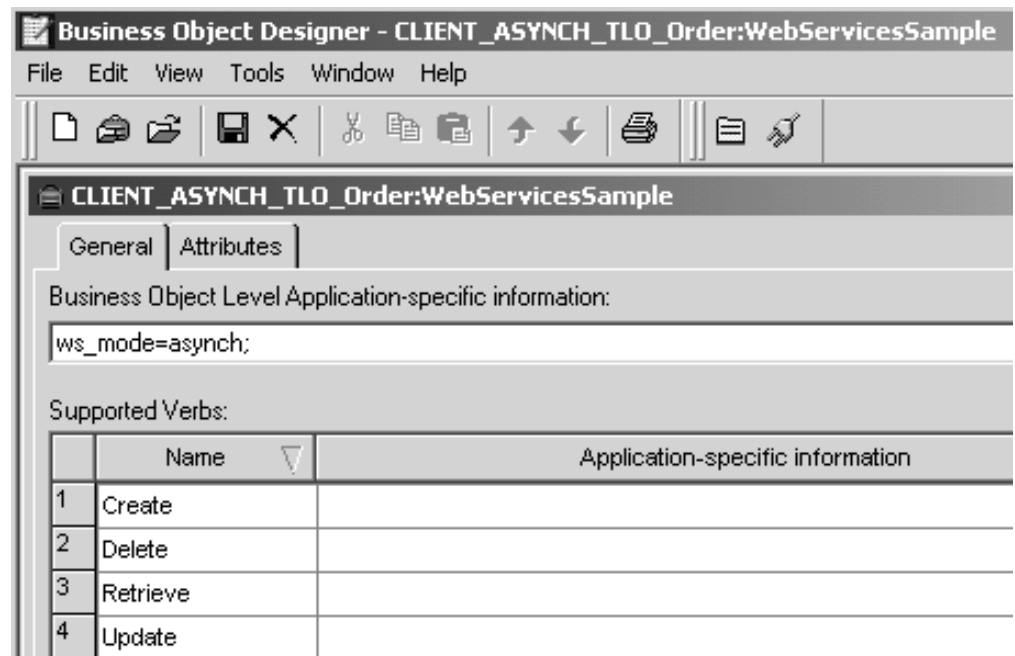 Business Object Designer - CLIENT_ASYNCH_TLO_Order:WebServicesSample
File Edit View Tools Window Help
CLIENT_ASYNCH_TLO_Order:WebServicesSample
General Attributes
Business Object Level Application-specific information:
ws_mode=asynch;
Supported Verbs:
Name Application-specific information
1 Create
2 Delete
3 Retrieve
4 Update